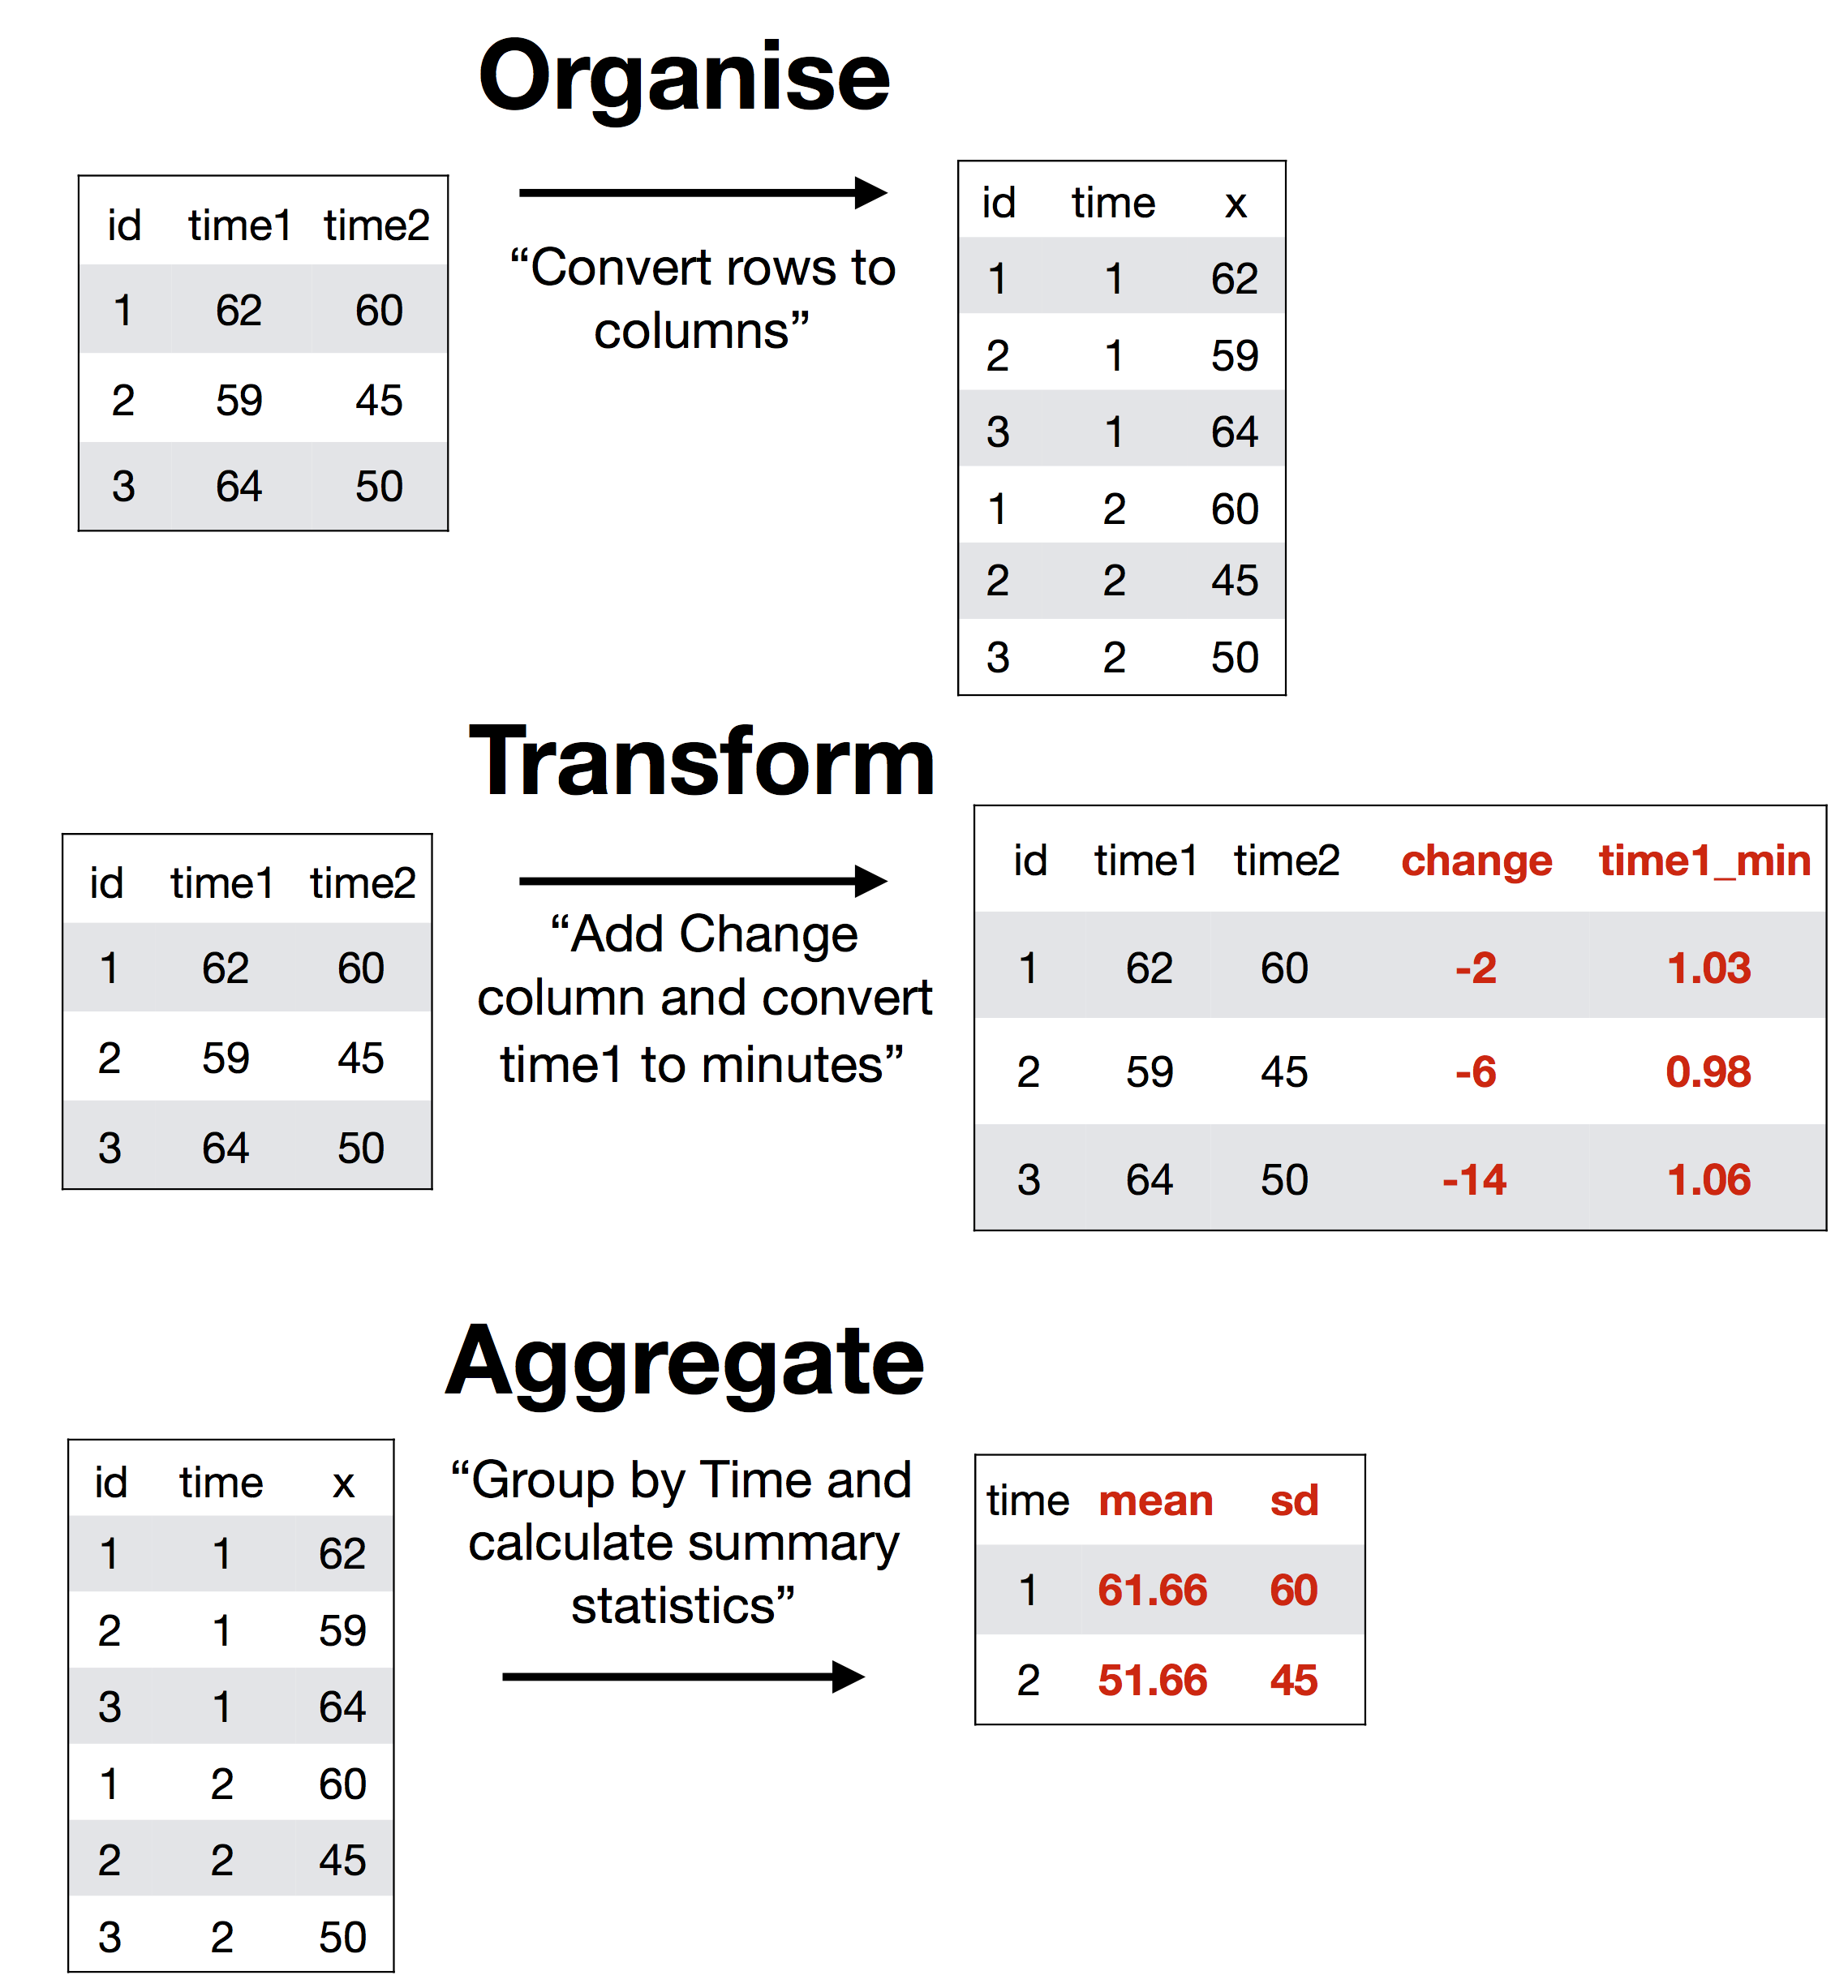 Organise
id time1 time2
1 62 60
2 59 45
3 64 50
“Convert rows to
columns”
id time x
1 1 62
2 1 59
3 1 64
1 2 60
2 2 45
3 2 50
Transform
id time1 time2
1 62 60
2 59 45
3 64 50
“Add Change
column and convert
time1 to minutes”
id time1 time2 change time1_min
1 62 60 -2 1.03
2 59 45 -6 0.98
3 64 50 -14 1.06
Aggregate
id time x
1 1 62
2 1 59
3 1 64
1 2 60
2 2 45
3 2 50
“Group by Time and
calculate summary
statistics”
time mean sd
1 61.66 60
2 51.66 45